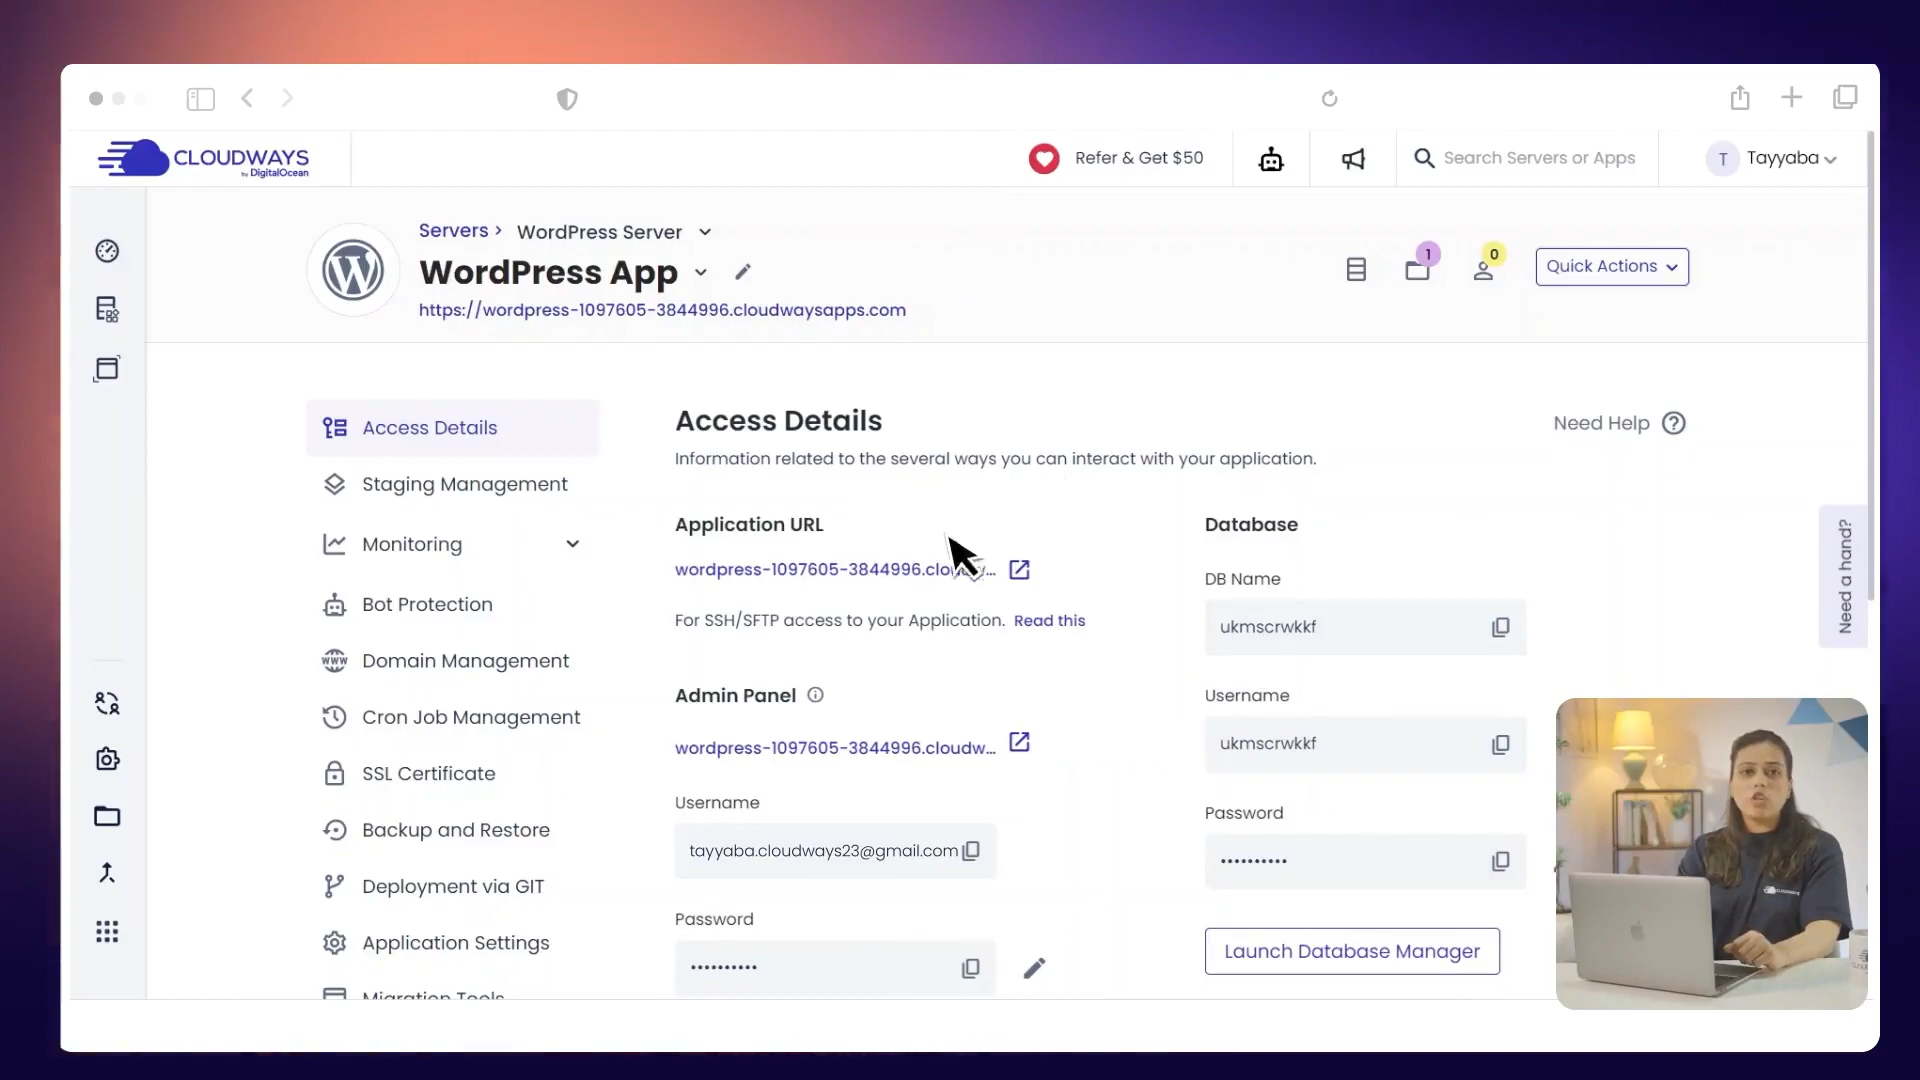 CLOUDWAYS
by DigitalOcean
Refer & Get $50
Search Servers or Apps
T
Tayyaba
Servers >
WordPress Server
WordPress App
https://wordpress-1097605-3844996.cloudwaysapps.com
1
0
Quick Actions
Access Details
Staging Management
Monitoring
Bot Protection
Domain Management
Cron Job Management
SSL Certificate
Backup and Restore
Deployment via GIT
Application Settings
Migration Tools
Access Details
Need Help
Information related to the several ways you can interact with your application.
Application URL
wordpress-1097605-3844996.clo...
For SSH/SFTP access to your Application. Read this
Admin Panel
wordpress-1097605-3844996.cloudw...
Username
tayyaba.cloudways23@gmail.com
Password
••••••••••
Database
DB Name
ukmscrwkkf
Username
ukmscrwkkf
Password
••••••••••
Launch Database Manager
Need a hand?
CLOUDWAYS